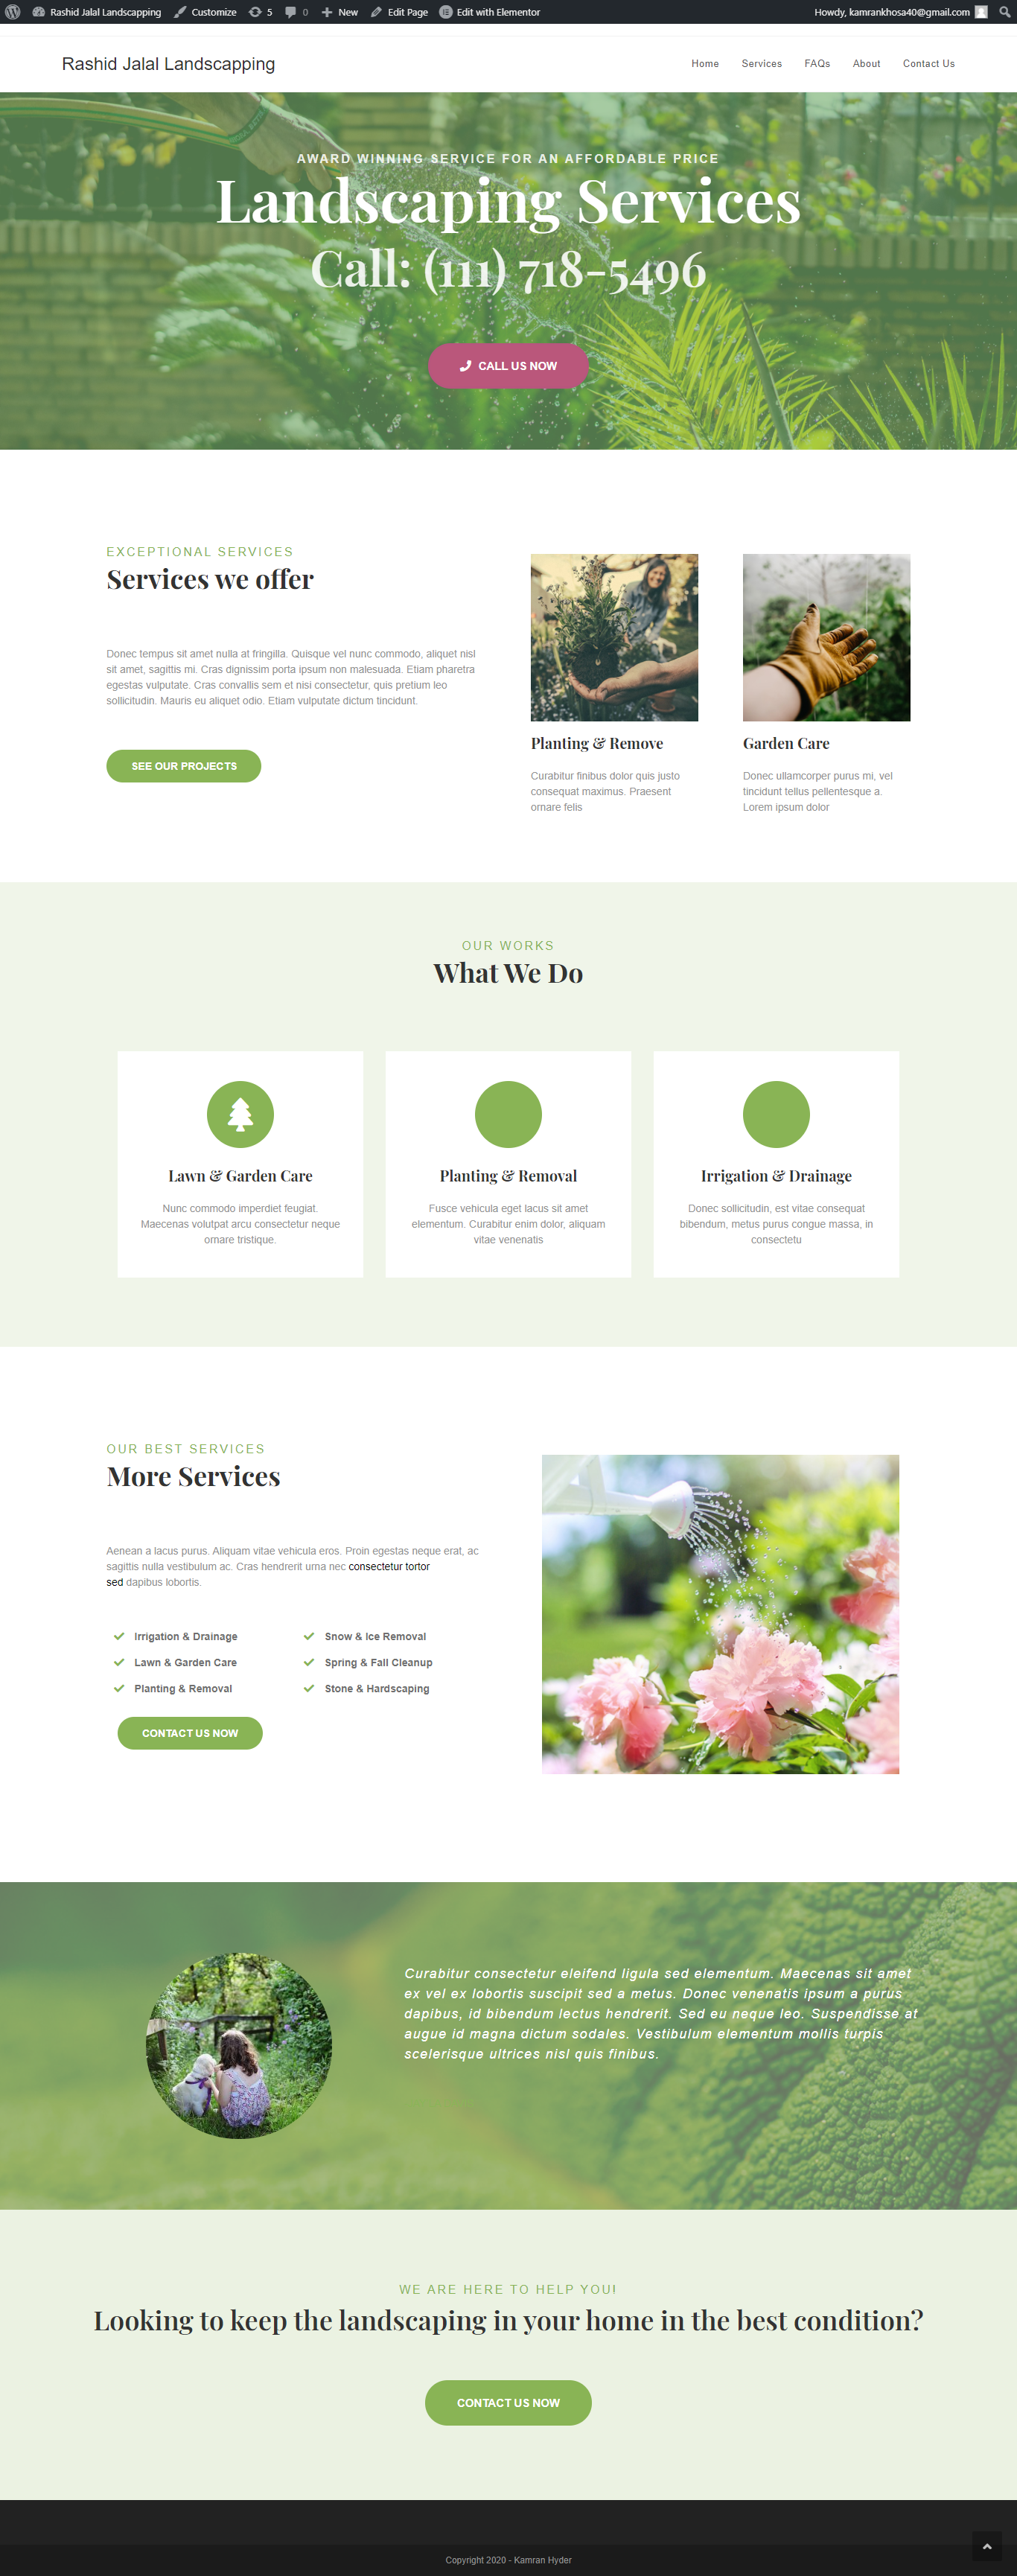 Rashid Jalal Landscapping
Customize
5
0
New
Edit Page
Edit with Elementor
Howdy, kamrankhosa40@gmail.com
Rashid Jalal Landscapping
Home
Services
FAQs
About
Contact Us
AWARD WINNING SERVICE FOR AN AFFORDABLE PRICE
Landscaping Services
Call: (111) 718-5496
CALL US NOW
EXCEPTIONAL SERVICES
Services we offer
Donec tempus sit amet nulla at fringilla. Quisque vel nunc commodo, aliquet nisl
sit amet, sagittis mi. Cras dignissim porta ipsum non malesuada. Etiam pharetra
egestas vulputate. Cras convallis sem et nisi consectetur, quis pretium leo
sollicitudin. Mauris eu aliquet odio. Etiam vulputate dictum tincidunt.
SEE OUR PROJECTS
Planting & Remove
Curabitur finibus dolor quis justo
consequat maximus. Praesent
ornare felis
Garden Care
Donec ullamcorper purus mi, vel
tincidunt tellus pellentesque a.
Lorem ipsum dolor
OUR WORKS
What We Do
Lawn & Garden Care
Nunc commodo imperdiet feugiat.
Maecenas volutpat arcu consectetur neque
ornare tristique.
Planting & Removal
Fusce vehicula eget lacus sit amet
elementum. Curabitur enim dolor, aliquam
vitae venenatis
Irrigation & Drainage
Donec sollicitudin, est vitae consequat
bibendum, metus purus congue massa, in
consectetu
OUR BEST SERVICES
More Services
Aenean a lacus purus. Aliquam vitae vehicula eros. Proin egestas neque erat, ac
sagittis nulla vestibulum ac. Cras hendrerit urna nec consectetur tortor
sed dapibus lobortis.
Irrigation & Drainage
Lawn & Garden Care
Planting & Removal
Snow & Ice Removal
Spring & Fall Cleanup
Stone & Hardscaping
CONTACT US NOW
Curabitur consectetur eleifend ligula sed elementum. Maecenas sit amet
ex vel ex lobortis suscipit sed a metus. Donec venenatis ipsum a purus
dapibus, id bibendum lectus hendrerit. Sed eu neque leo. Suspendisse at
augue id magna dictum sodales. Vestibulum elementum mollis turpis
scelerisque ultrices nisl quis finibus.
WE ARE HERE TO HELP YOU!
Looking to keep the landscaping in your home in the best condition?
CONTACT US NOW
Copyright 2020 - Kamran Hyder